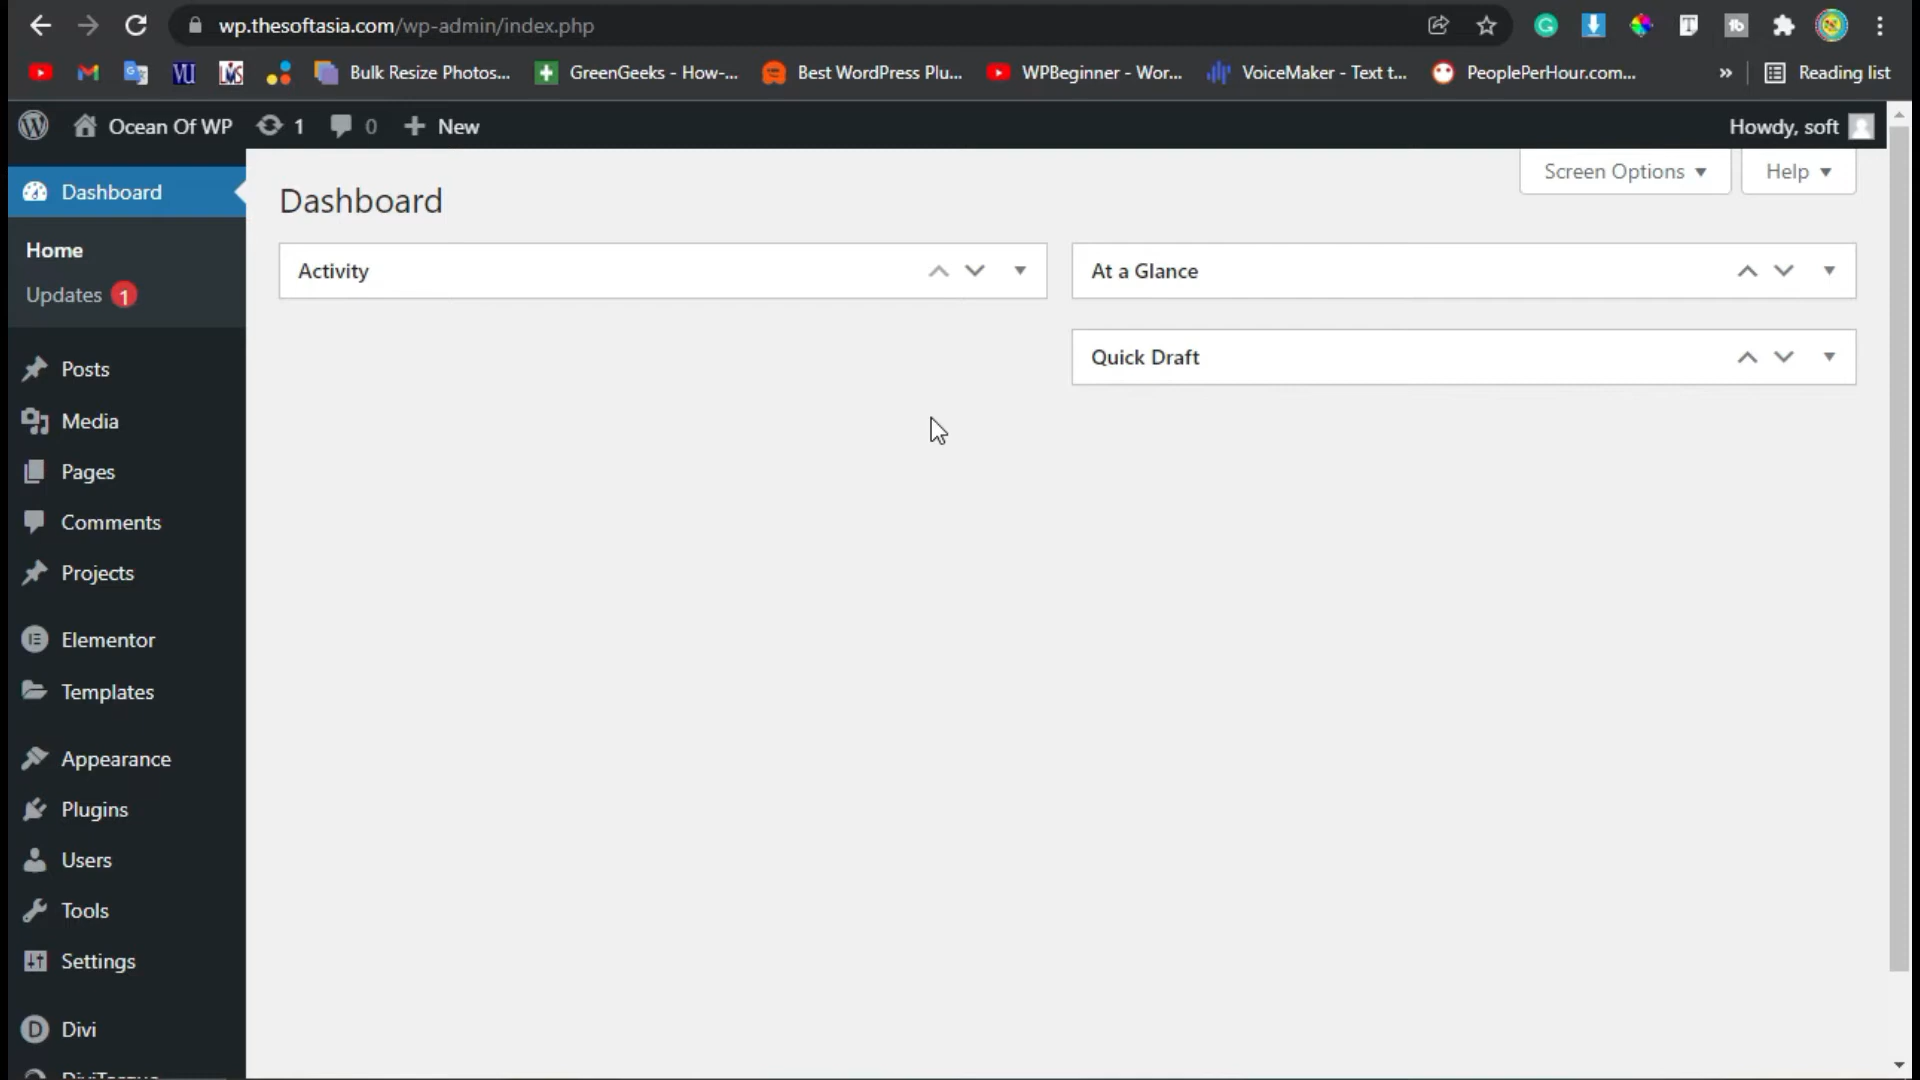 wp.thesoftasia.com/wp-admin/index.php
Bulk Resize Photos... GreenGeeks - How-... Best WordPress Plu... WPBeginner - Wor... VoiceMaker - Text t... PeoplePerHour.com... » Reading list
Ocean Of WP 1 0 + New Howdy, soft
Screen Options Help
Dashboard
Home
Updates 1
Posts
Media
Pages
Comments
Projects
Elementor
Templates
Appearance
Plugins
Users
Tools
Settings
Divi
Dashboard
Activity
At a Glance
Quick Draft